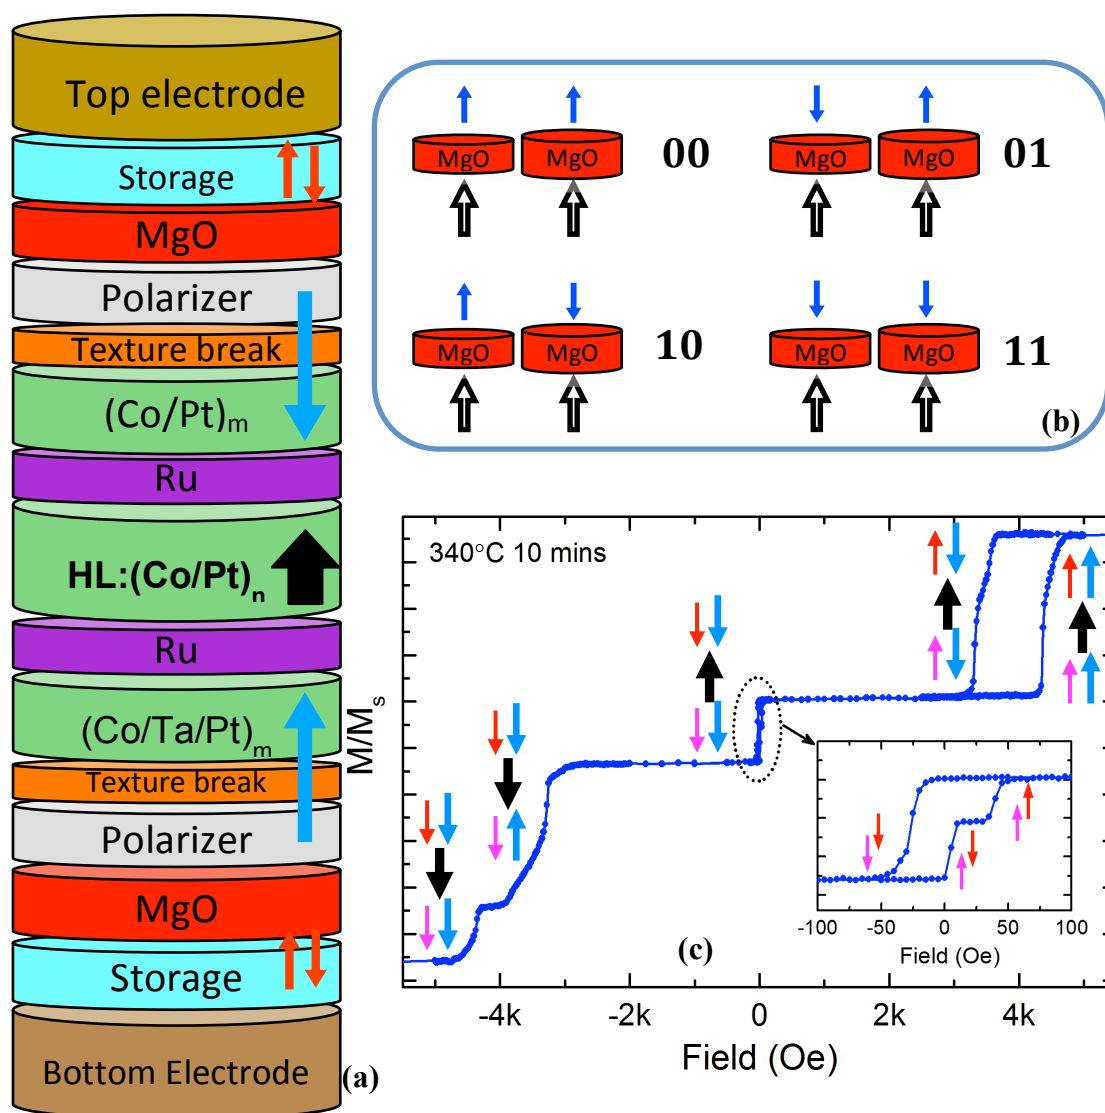 Top electrode
Storage
MgO
Polarizer
Texture break
(Co/Pt)m
Ru
HL:(Co/Pt)n
Ru
(Co/Ta/Pt)m
Texture break
Polarizer
MgO
Storage
Bottom Electrode
(a)
MgO MgO 00
MgO MgO 01
MgO MgO 10
MgO MgO 11
(b)
340°C 10 mins
M/Ms
-4k -2k 0 2k 4k
Field (Oe)
(c)
-100 -50 0 50 100
Field (Oe)